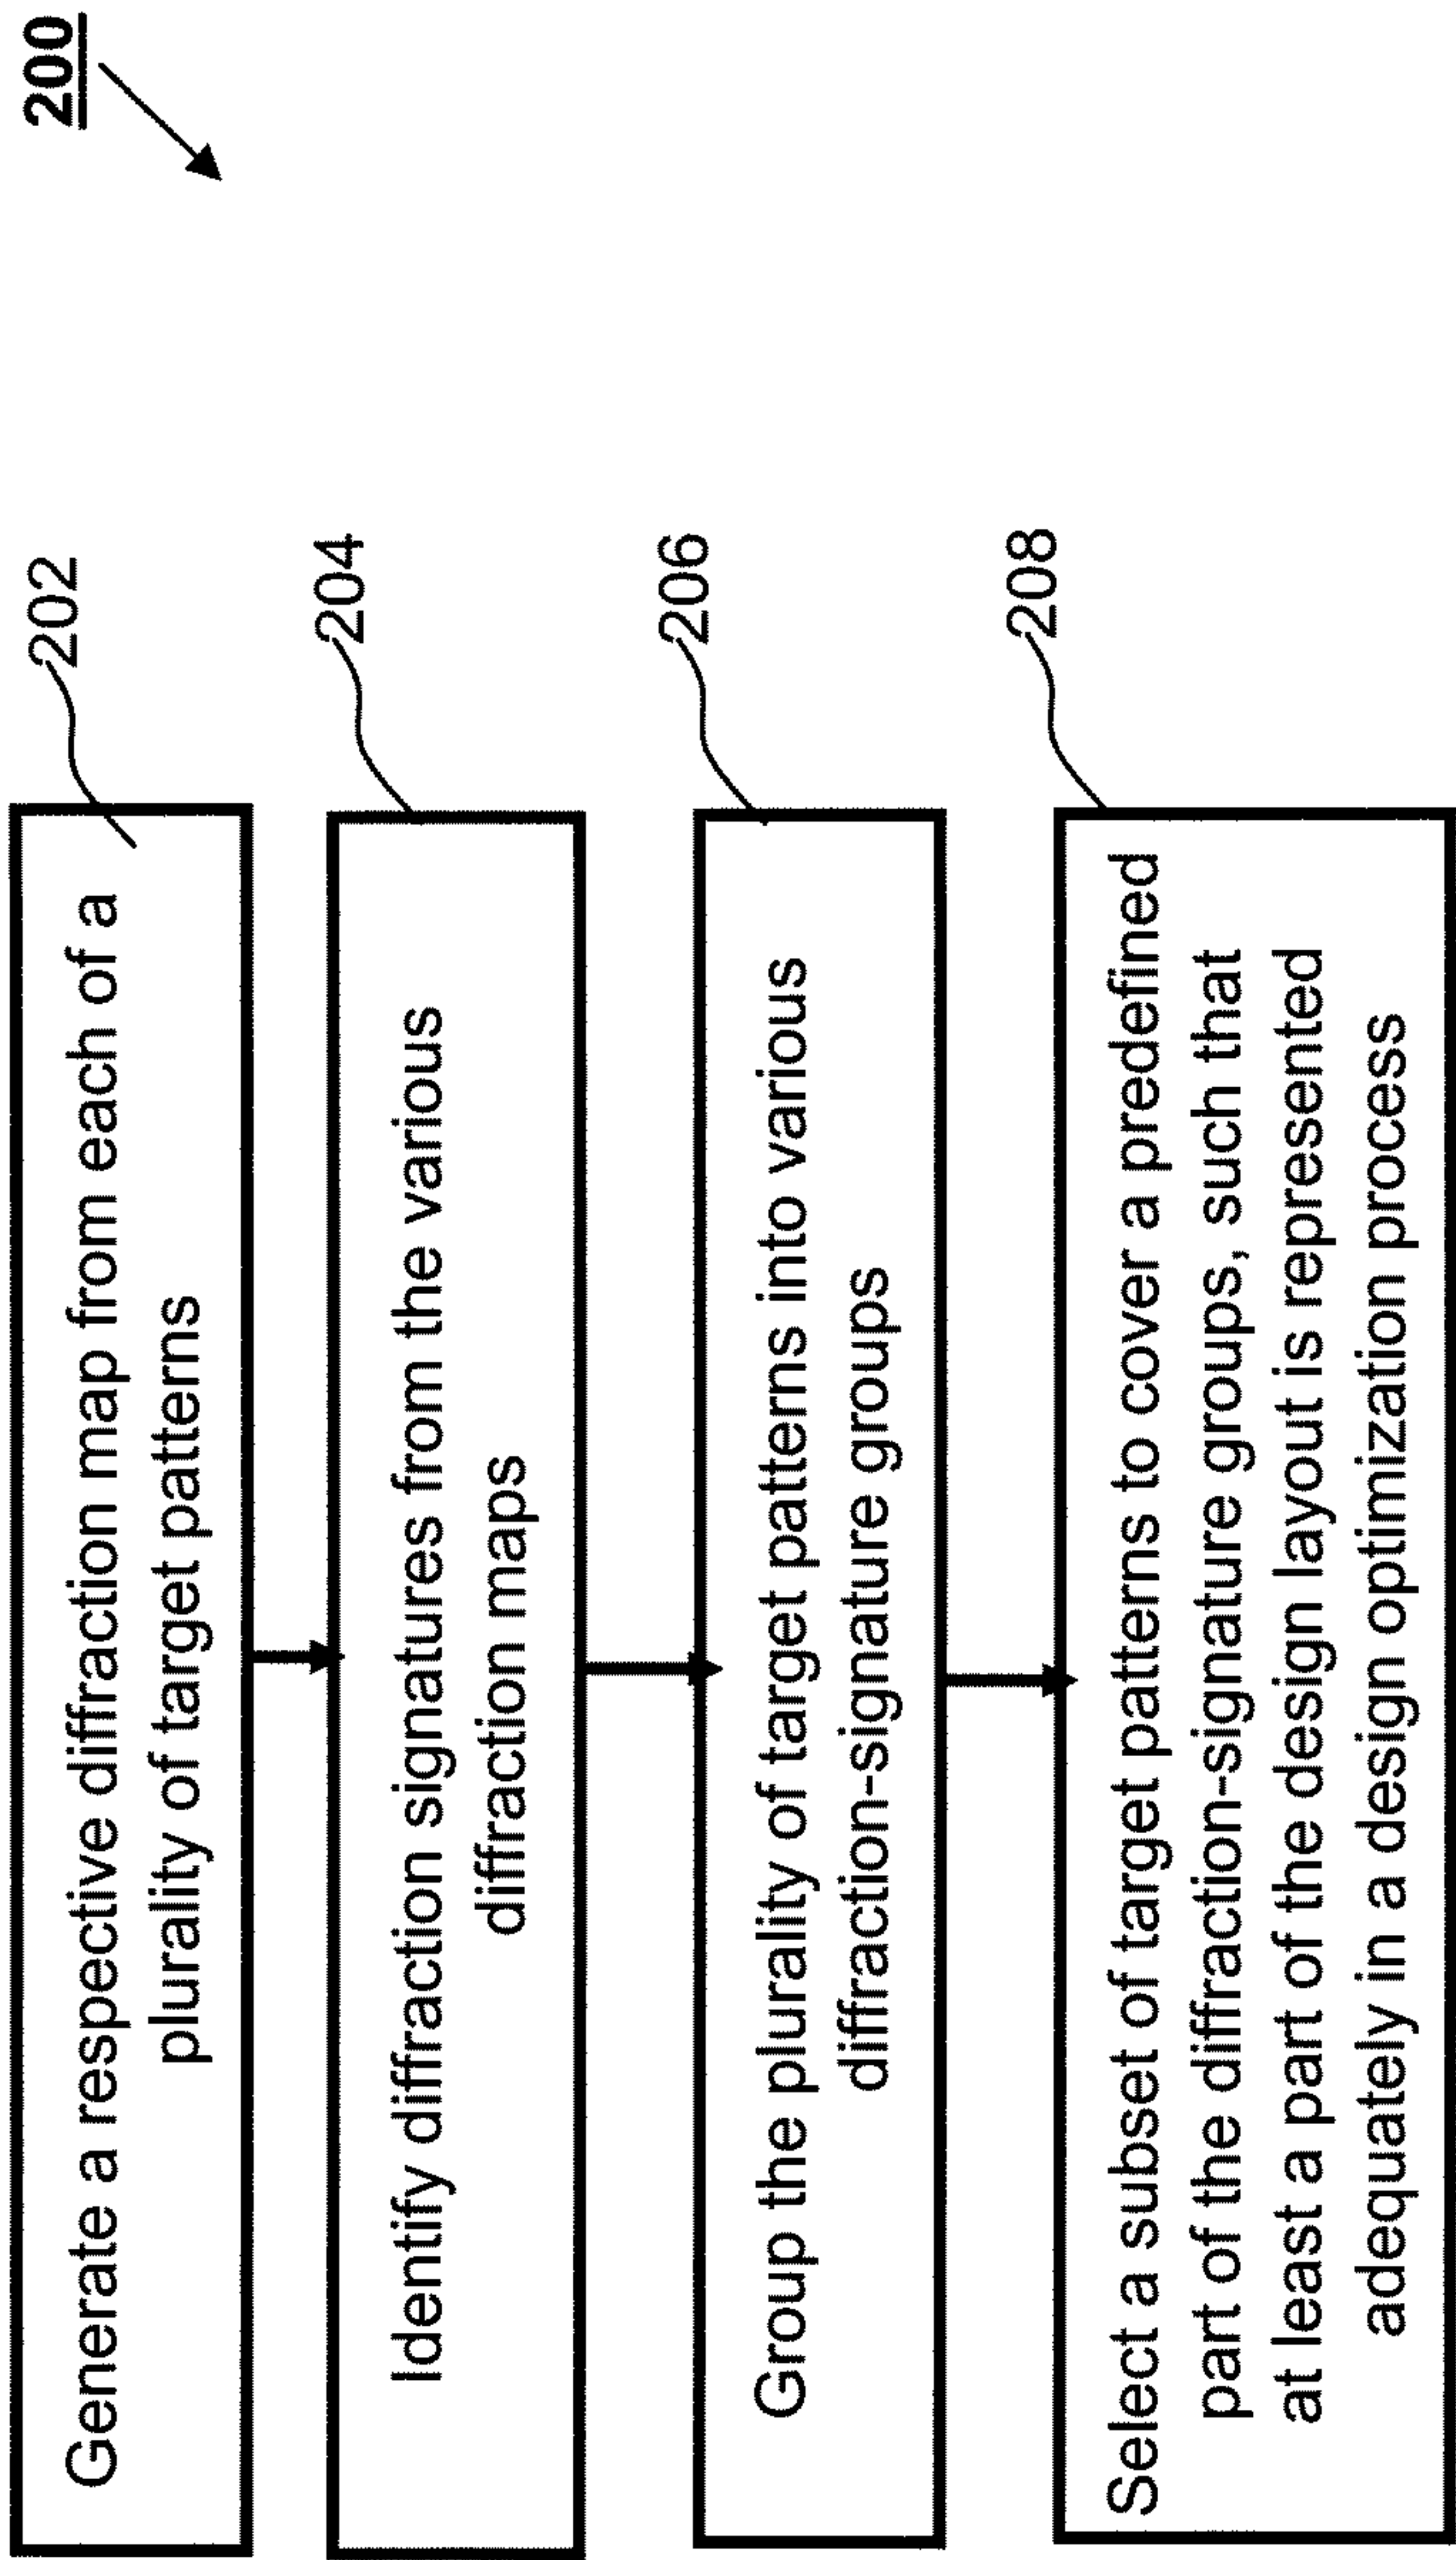 200
202
Generate a respective diffraction map from each of a
plurality of target patterns
204
Identify diffraction signatures from the various
diffraction maps
206
Group the plurality of target patterns into various
diffraction-signature groups
208
Select a subset of target patterns to cover a predefined
part of the diffraction-signature groups, such that
at least a part of the design layout is represented
adequately in a design optimization process